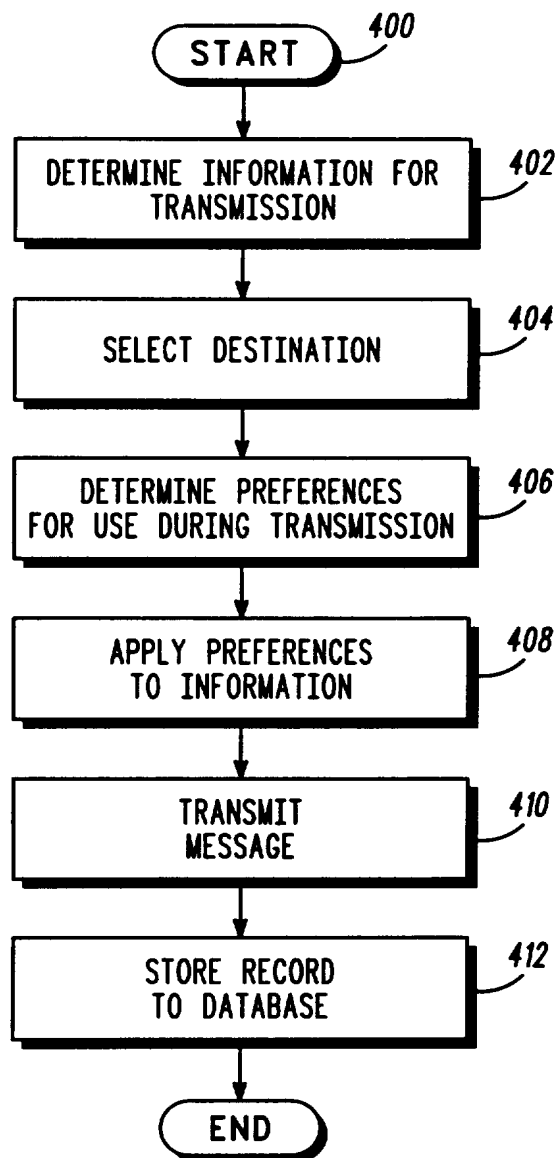 START
400
DETERMINE INFORMATION FOR
TRANSMISSION
402
SELECT DESTINATION
404
DETERMINE PREFERENCES
FOR USE DURING TRANSMISSION
406
APPLY PREFERENCES
TO INFORMATION
408
TRANSMIT
MESSAGE
410
STORE RECORD
TO DATABASE
412
END